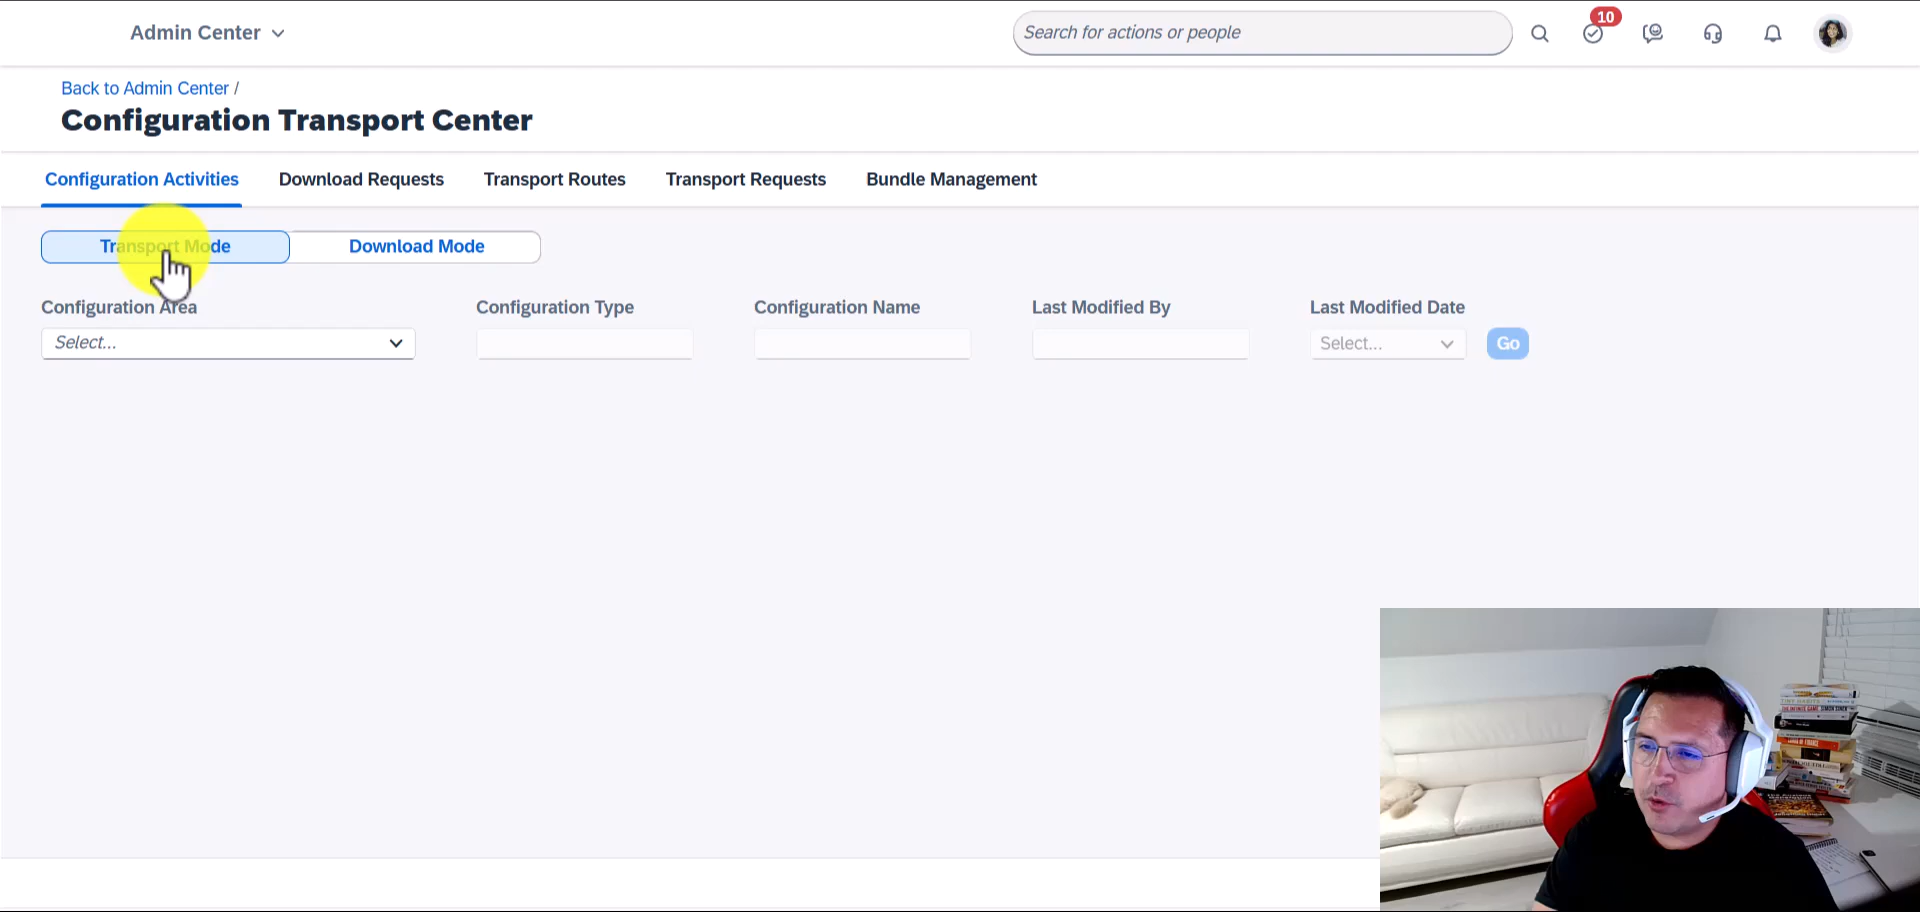 Admin Center
Search for actions or people
10
Back to Admin Center /
Configuration Transport Center
Configuration Activities
Download Requests
Transport Routes
Transport Requests
Bundle Management
Transport Mode
Download Mode
Configuration Area
Configuration Type
Configuration Name
Last Modified By
Last Modified Date
Select...
Select...
Go